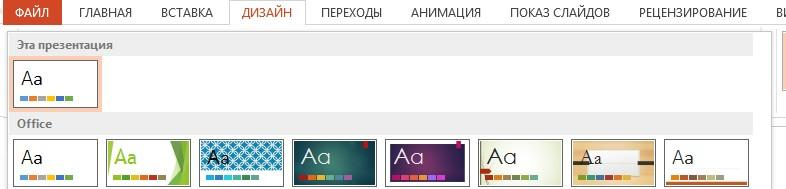 ФАЙЛ ГЛАВНАЯ ВСТАВКА ДИЗАЙН ПЕРЕХОДЫ АНИМАЦИЯ ПОКАЗ СЛАЙДОВ РЕЦЕНЗИРОВАНИЕ ВИ
Эта презентация
Aa
Office
Aa Aa Aa Aa Aa Aa Aa Aa